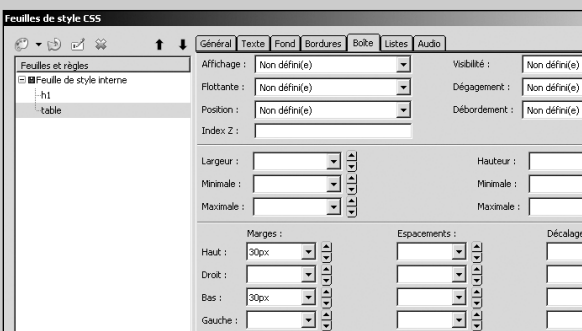 Feuilles de style CSS
Général Texte Fond Bordures Boîte Listes Audio
Feuilles et règles
Feuille de style interne
h1
table
Affichage : Non défini(e) Visibilité : Non défini(e)
Flottante : Non défini(e) Dégagement : Non défini(e)
Position : Non défini(e) Débordement : Non défini(e)
Index Z :
Largeur : Hauteur :
Minimale : Minimale :
Maximale : Maximale :
Marges : Espacements : Décalage
Haut : 30px
Droit :
Bas : 30px
Gauche :